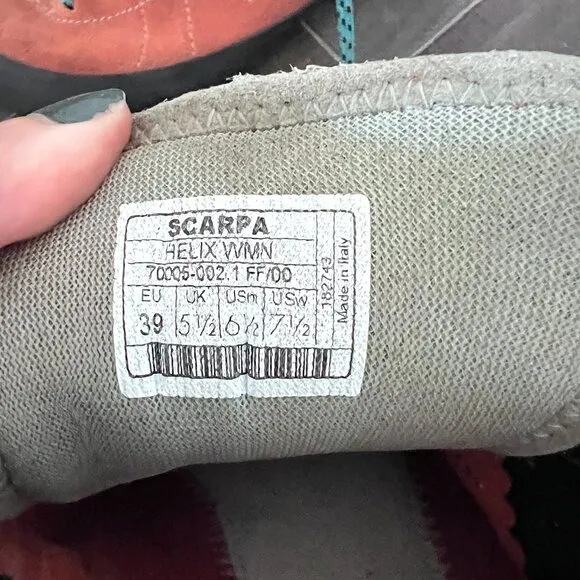 SCARPA
HELIX WMN
70005-002.1 FF/00
EU UK USm USw
39 5½ 6½ 7½
182743
Made in Italy